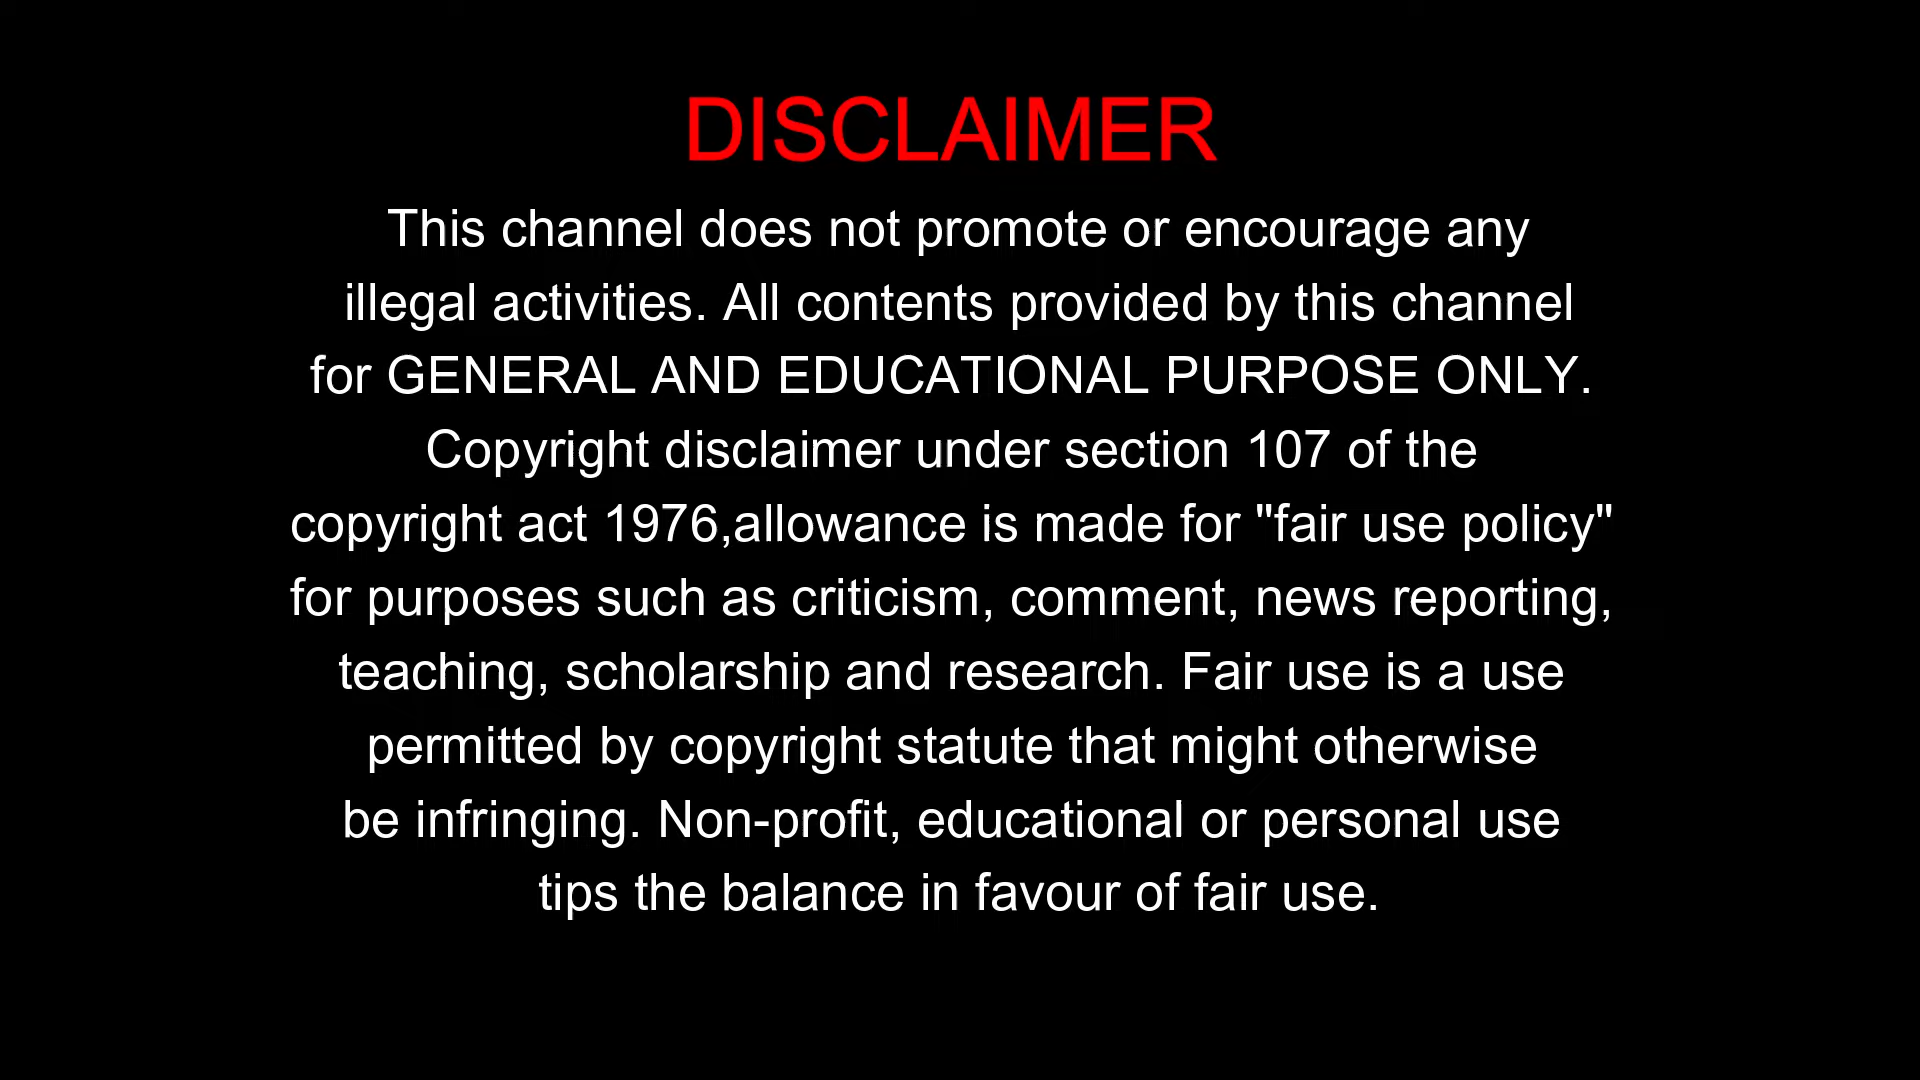 DISCLAIMER
This channel does not promote or encourage any
illegal activities. All contents provided by this channel
for GENERAL AND EDUCATIONAL PURPOSE ONLY.
Copyright disclaimer under section 107 of the
copyright act 1976,allowance is made for "fair use policy"
for purposes such as criticism, comment, news reporting,
teaching, scholarship and research. Fair use is a use
permitted by copyright statute that might otherwise
be infringing. Non-profit, educational or personal use
tips the balance in favour of fair use.